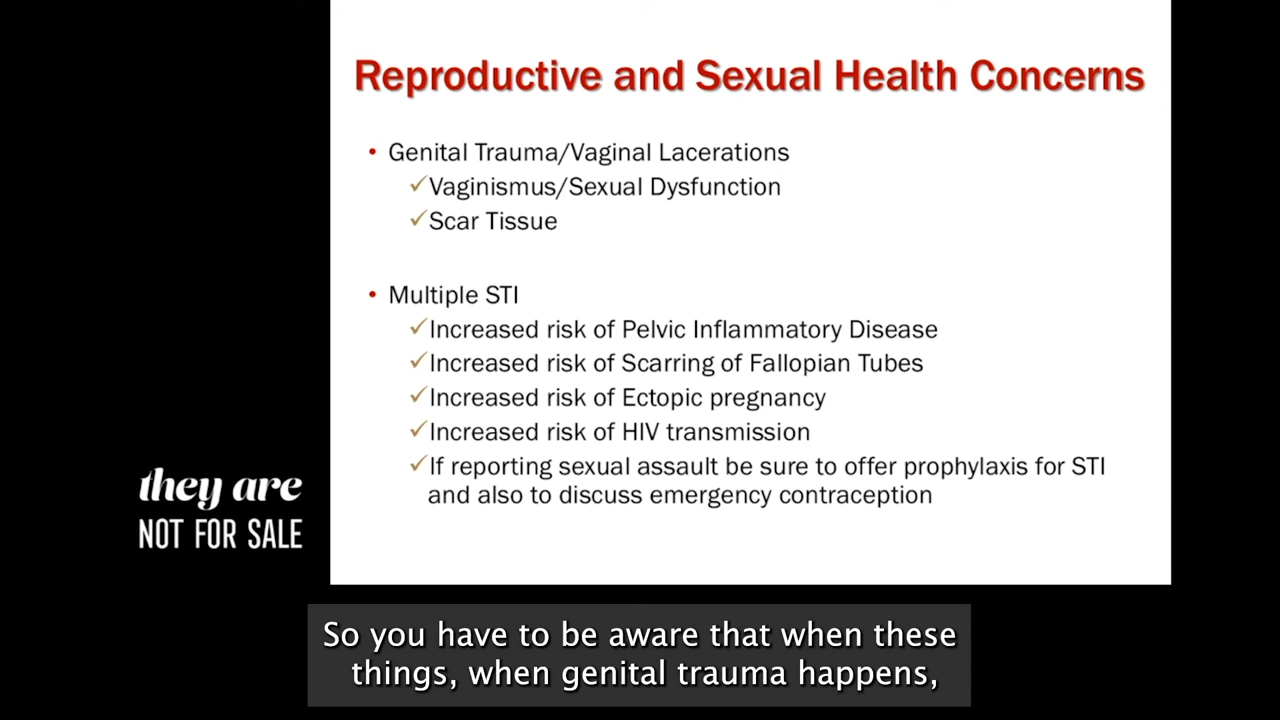 Reproductive and Sexual Health Concerns
• Genital Trauma/Vaginal Lacerations
✓Vaginismus/Sexual Dysfunction
✓Scar Tissue
• Multiple STI
✓Increased risk of Pelvic Inflammatory Disease
✓Increased risk of Scarring of Fallopian Tubes
✓Increased risk of Ectopic pregnancy
✓Increased risk of HIV transmission
✓If reporting sexual assault be sure to offer prophylaxis for STI
and also to discuss emergency contraception
they are
NOT FOR SALE
So you have to be aware that when these
things, when genital trauma happens,